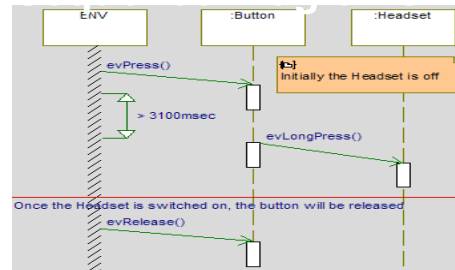 ENV
:Button
:Headset
evPress()
Initially the Headset is off
> 3100msec
evLongPress()
Once the Headset is switched on, the button will be released
evRelease()